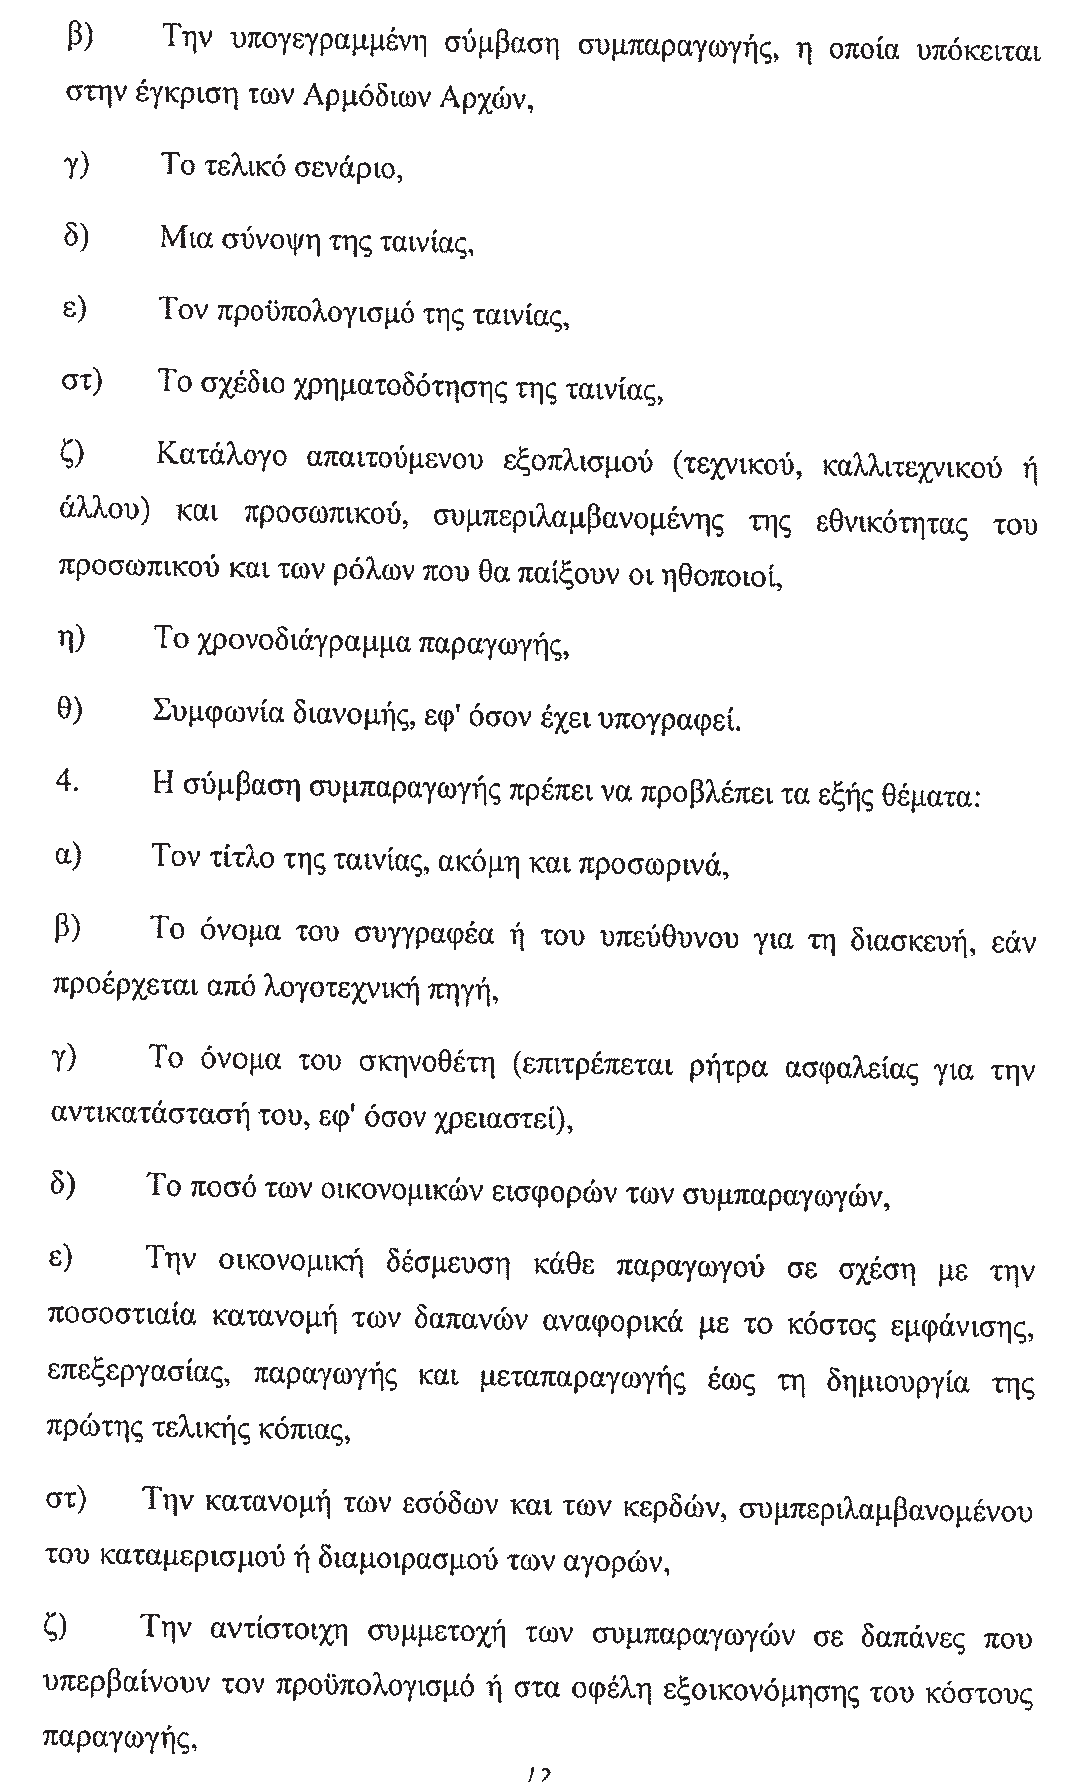 β) Την υπογεγραμμένη σύμβαση συμπαραγωγής, η οποία υπόκειται
στην έγκριση των Αρμόδιων Αρχών,
γ) Το τελικό σενάριο,
δ) Μια σύνοψη της ταινίας,
ε) Τον προϋπολογισμό της ταινίας,
στ) Το σχέδιο χρηματοδότησης της ταινίας,
ζ) Κατάλογο απαιτούμενου εξοπλισμού (τεχνικού, καλλιτεχνικού ή
άλλου) και προσωπικού, συμπεριλαμβανομένης της εθνικότητας του
προσωπικού και των ρόλων που θα παίξουν οι ηθοποιοί,
η) Το χρονοδιάγραμμα παραγωγής,
θ) Συμφωνία διανομής, εφ' όσον έχει υπογραφεί.
4. Η σύμβαση συμπαραγωγής πρέπει να προβλέπει τα εξής θέματα:
α) Τον τίτλο της ταινίας, ακόμη και προσωρινά,
β) Το όνομα του συγγραφέα ή του υπεύθυνου για τη διασκευή, εάν
προέρχεται από λογοτεχνική πηγή,
γ) Το όνομα του σκηνοθέτη (επιτρέπεται ρήτρα ασφαλείας για την
αντικατάστασή του, εφ' όσον χρειαστεί),
δ) Το ποσό των οικονομικών εισφορών των συμπαραγωγών,
ε) Την οικονομική δέσμευση κάθε παραγωγού σε σχέση με την
ποσοστιαία κατανομή των δαπανών αναφορικά με το κόστος εμφάνισης,
επεξεργασίας, παραγωγής και μεταπαραγωγής έως τη δημιουργία της
πρώτης τελικής κόπιας,
στ) Την κατανομή των εσόδων και των κερδών, συμπεριλαμβανομένου
του καταμερισμού ή διαμοιρασμού των αγορών,
ζ) Την αντίστοιχη συμμετοχή των συμπαραγωγών σε δαπάνες που
υπερβαίνουν τον προϋπολογισμό ή στα οφέλη εξοικονόμησης του κόστους
παραγωγής,